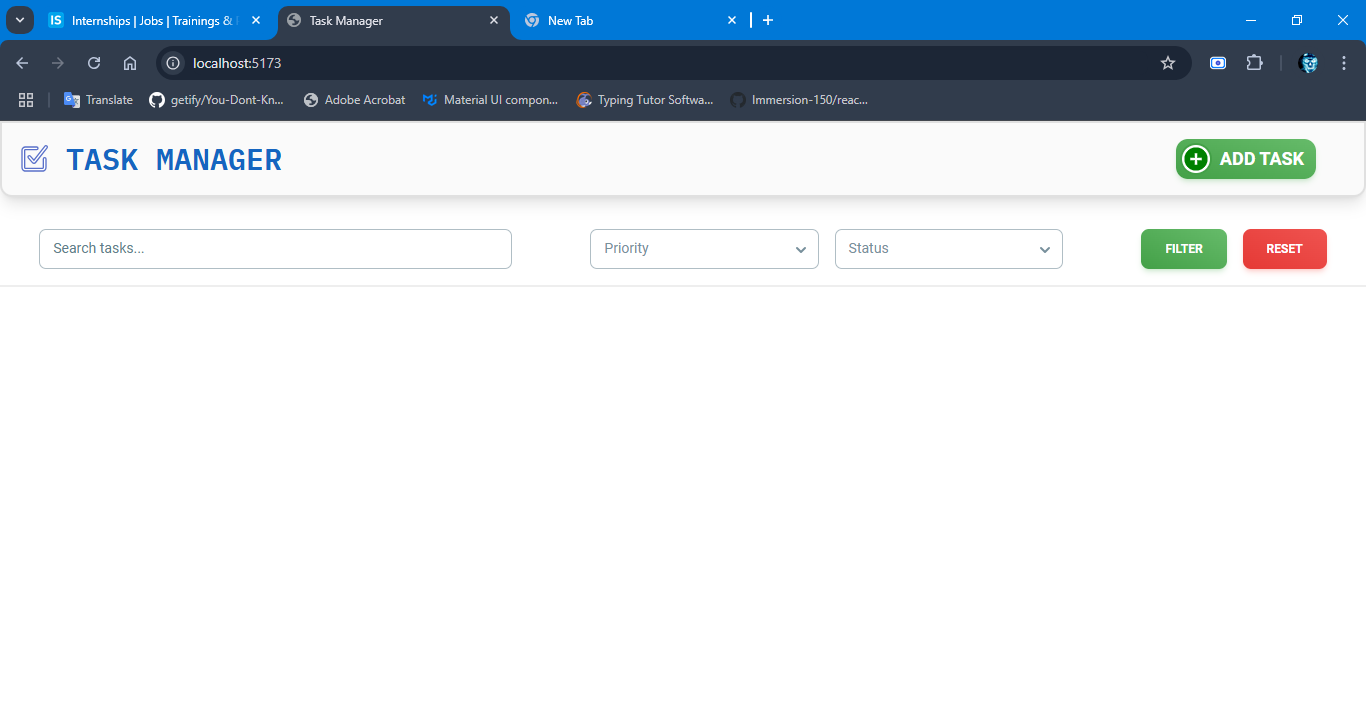 IS Internships | Jobs | Trainings &
Task Manager
New Tab
localhost:5173
Translate
getify/You-Dont-Kn...
Adobe Acrobat
Material UI compon...
Typing Tutor Softwa...
Immersion-150/reac...
TASK MANAGER
ADD TASK
Search tasks...
Priority
Status
FILTER
RESET